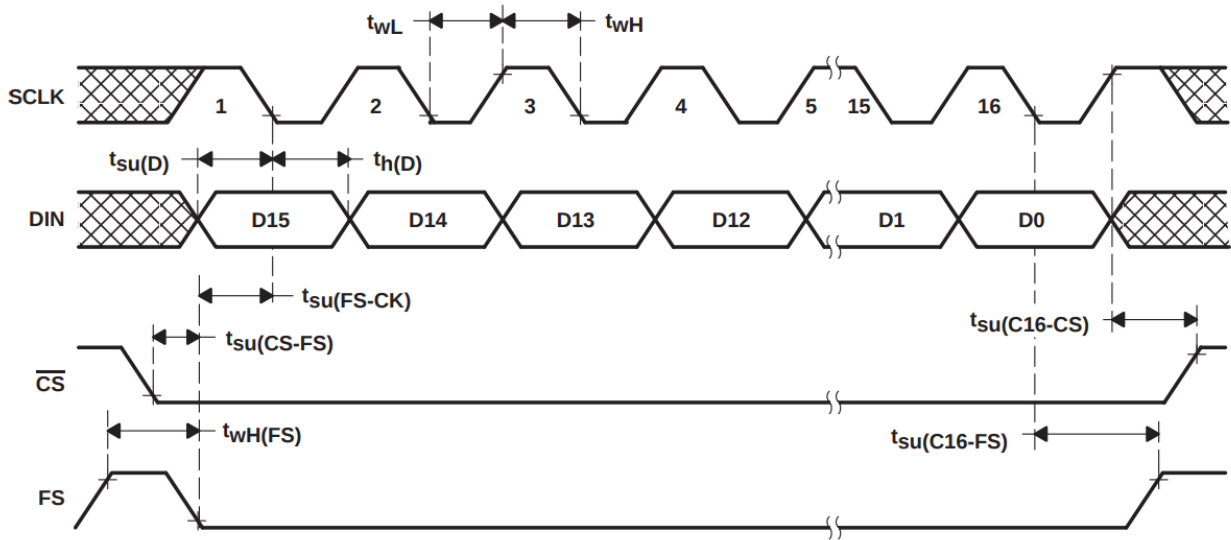 twL twH
SCLK 1 2 3 4 5 15 16
tsu(D) th(D)
DIN D15 D14 D13 D12 D1 D0
tsu(FS-CK)
tsu(C16-CS)
tsu(CS-FS)
CS
twH(FS)
tsu(C16-FS)
FS